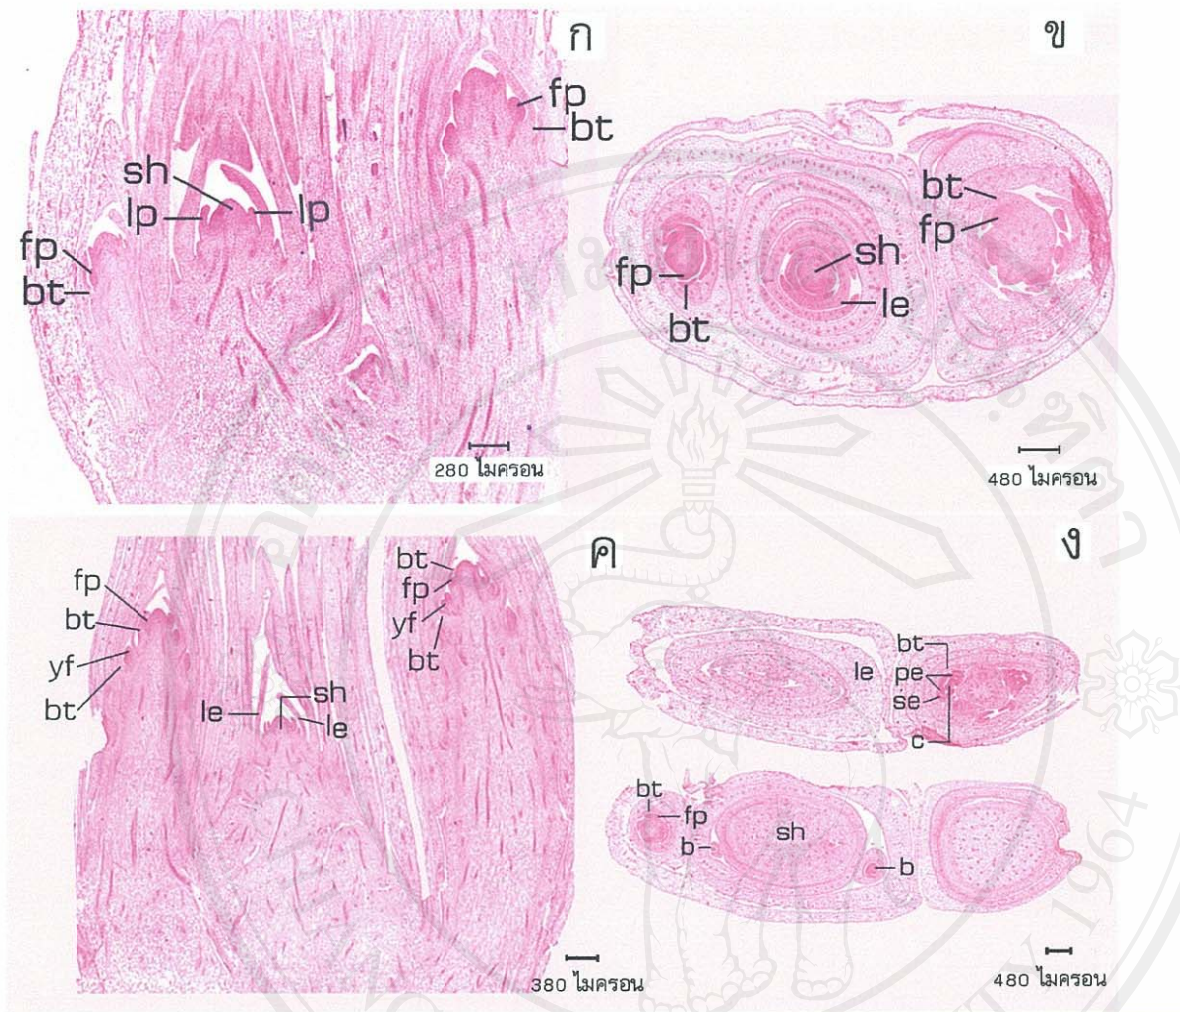 ก
fp
bt
sh
lp
lp
fp
bt
280 ไมครอน
ข
bt
fp
sh
le
fp
bt
480 ไมครอน
ค
bt
fp
yf
bt
fp
bt
yf
bt
sh
le
le
380 ไมครอน
ง
bt
pe
le
se
c
bt
fp
sh
b
b
480 ไมครอน
1964